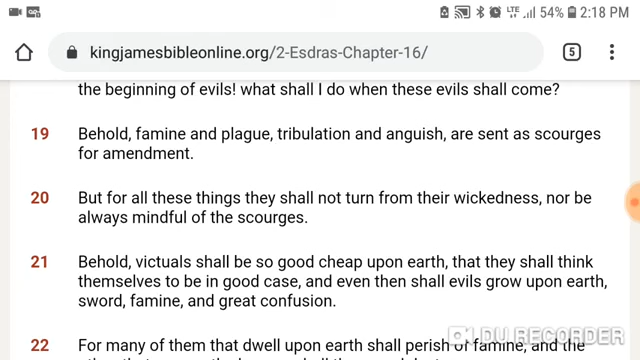 LTE 54% 2:18 PM
kingjamesbibleonline.org/2-Esdras-Chapter-16/ 5
the beginning of evils! what shall I do when these evils shall come?
19 Behold, famine and plague, tribulation and anguish, are sent as scourges
for amendment.
20 But for all these things they shall not turn from their wickedness, nor be
always mindful of the scourges.
21 Behold, victuals shall be so good cheap upon earth, that they shall think
themselves to be in good case, and even then shall evils grow upon earth,
sword, famine, and great confusion.
22 For many of them that dwell upon earth shall perish of famine; and the
DU RECORDER